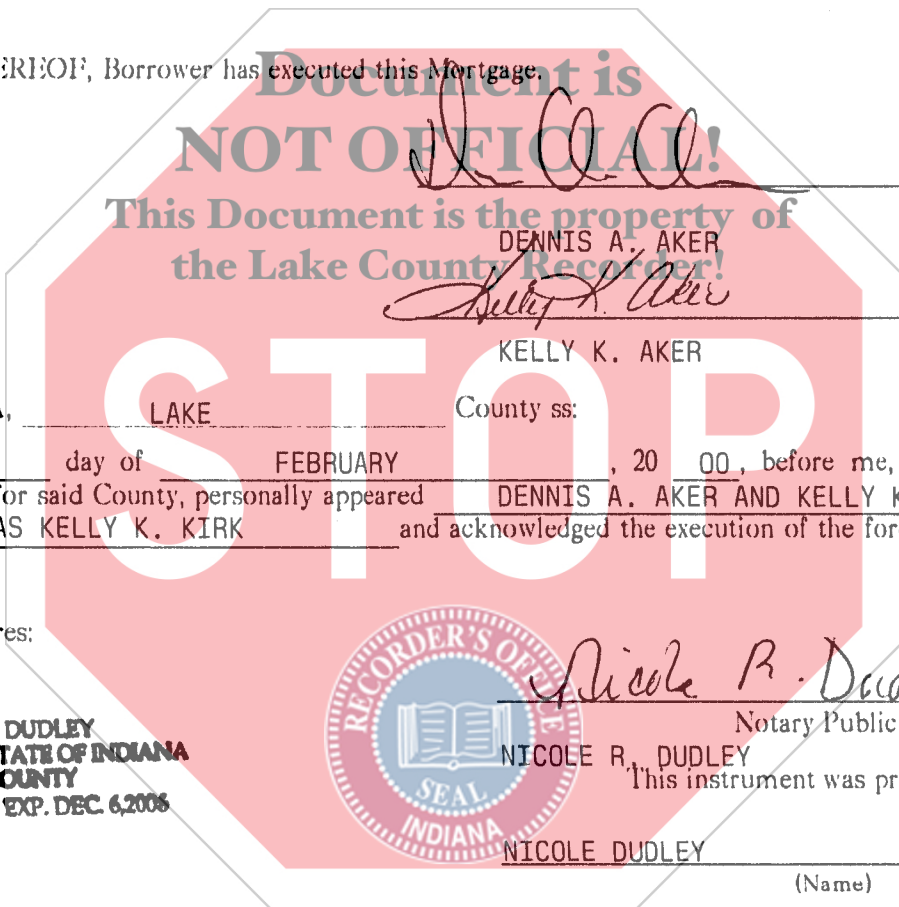 EREOF, Borrower has executed this Mortgage.
Document is
NOT OFFICIAL!
This Document is the property of
the Lake County Recorder!
DENNIS A. AKER
Kelly K. Aker
KELLY K. AKER
STOP
LAKE County ss:
day of FEBRUARY, 20 00, before me,
for said County, personally appeared DENNIS A. AKER AND KELLY K
AS KELLY K. KIRK and acknowledged the execution of the for
res:
RECORDER'S OFFICE
SEAL
INDIANA
Nicole R. Dud
Notary Public
DUDLEY
TATE OF INDIANA
OUNTY
EXP. DEC. 6,2006
NICOLE R. DUDLEY
This instrument was pr
NICOLE DUDLEY
(Name)